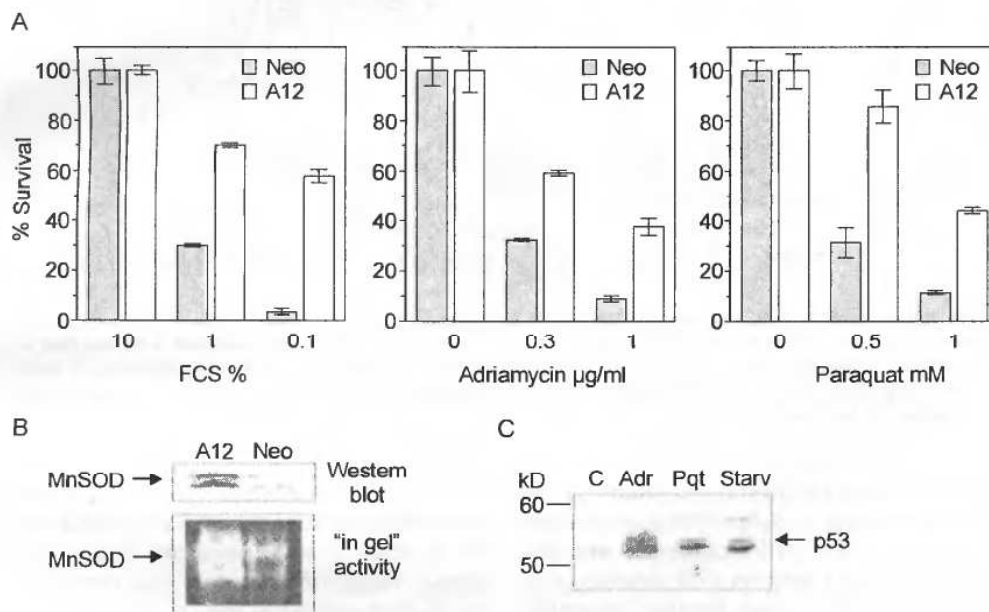 A
% Survival
100
80
60
40
20
0
Neo
A12
10 1 0.1
FCS %
100
80
60
40
20
0
Neo
A12
0 0.3 1
Adriamycin µg/ml
100
80
60
40
20
0
Neo
A12
0 0.5 1
Paraquat mM
B
A12 Neo
MnSOD
Western
blot
MnSOD
"in gel"
activity
C
kD C Adr Pqt Starv
60
p53
50